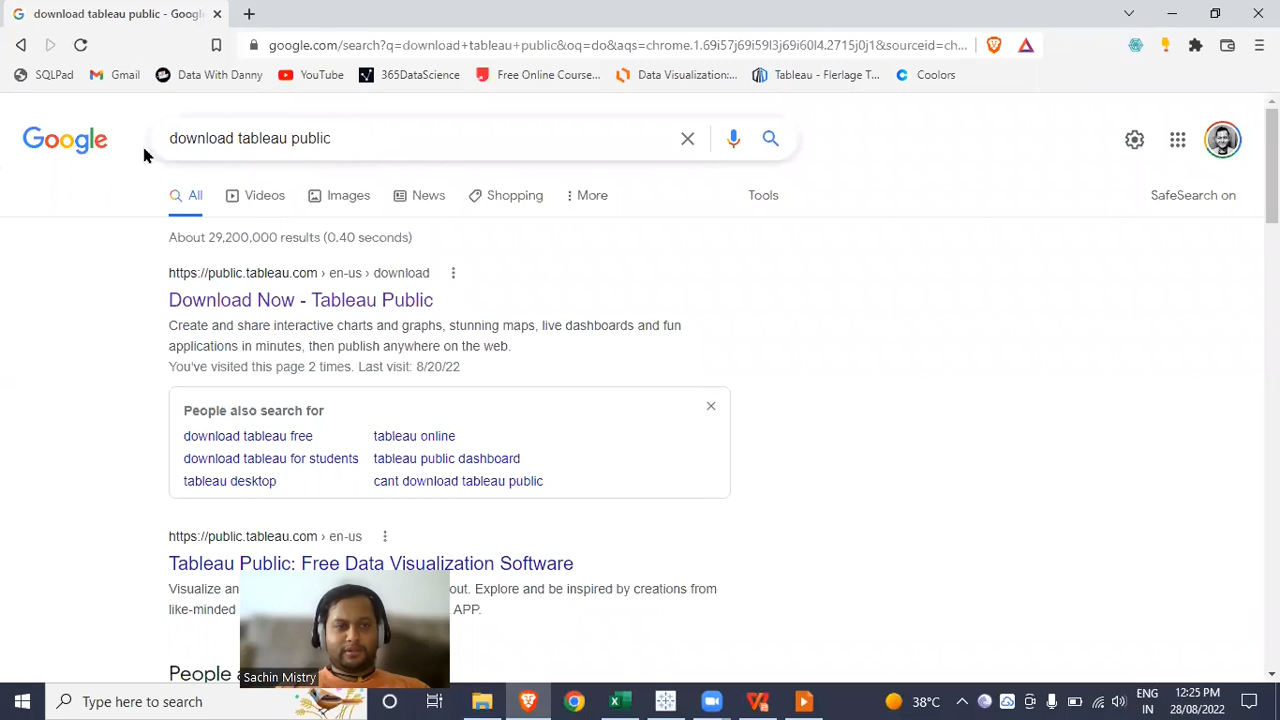 download tableau public - Goog
google.com/search?q=download+tableau+public&oq=do&aqs=chrome.1.69i57j69i59l3j69i60l4.2715j0j1&sourceid=ch...
SQLPad Gmail Data With Danny YouTube 365DataScience Free Online Course... Data Visualization:... Tableau - Flerlage T... Coolors
Google download tableau public
All Videos Images News Shopping More Tools SafeSearch on
About 29,200,000 results (0.40 seconds)
https://public.tableau.com › en-us › download
Download Now - Tableau Public
Create and share interactive charts and graphs, stunning maps, live dashboards and fun
applications in minutes, then publish anywhere on the web.
You've visited this page 2 times. Last visit: 8/20/22
People also search for
download tableau free tableau online
download tableau for students tableau public dashboard
tableau desktop cant download tableau public
https://public.tableau.com › en-us
Tableau Public: Free Data Visualization Software
Visualize an out. Explore and be inspired by creations from
like-minded APP.
People a
Sachin Mistry
Type here to search 38°C ENG 12:25 PM
IN 28/08/2022